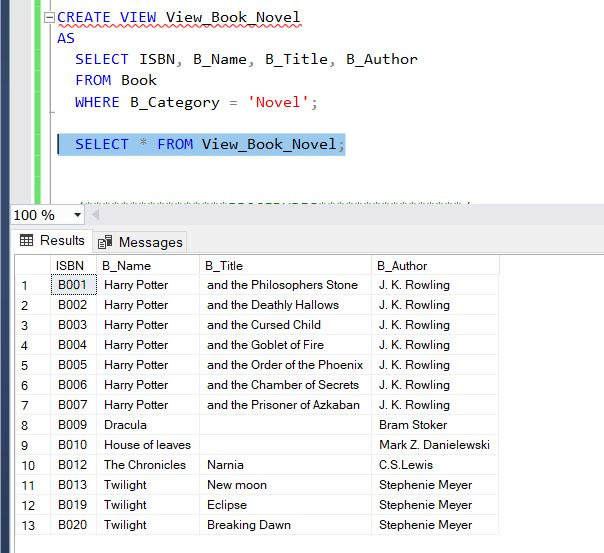 CREATE VIEW View_Book_Novel
AS
SELECT ISBN, B_Name, B_Title, B_Author
FROM Book
WHERE B_Category = 'Novel';
SELECT * FROM View_Book_Novel;
100 %
Results Messages
ISBN B_Name B_Title B_Author
1 B001 Harry Potter and the Philosophers Stone J. K. Rowling
2 B002 Harry Potter and the Deathly Hallows J. K. Rowling
3 B003 Harry Potter and the Cursed Child J. K. Rowling
4 B004 Harry Potter and the Goblet of Fire J. K. Rowling
5 B005 Harry Potter and the Order of the Phoenix J. K. Rowling
6 B006 Harry Potter and the Chamber of Secrets J. K. Rowling
7 B007 Harry Potter and the Prisoner of Azkaban J. K. Rowling
8 B009 Dracula Bram Stoker
9 B010 House of leaves Mark Z. Danielewski
10 B012 The Chronicles Narnia C.S.Lewis
11 B013 Twilight New moon Stephenie Meyer
12 B019 Twilight Eclipse Stephenie Meyer
13 B020 Twilight Breaking Dawn Stephenie Meyer